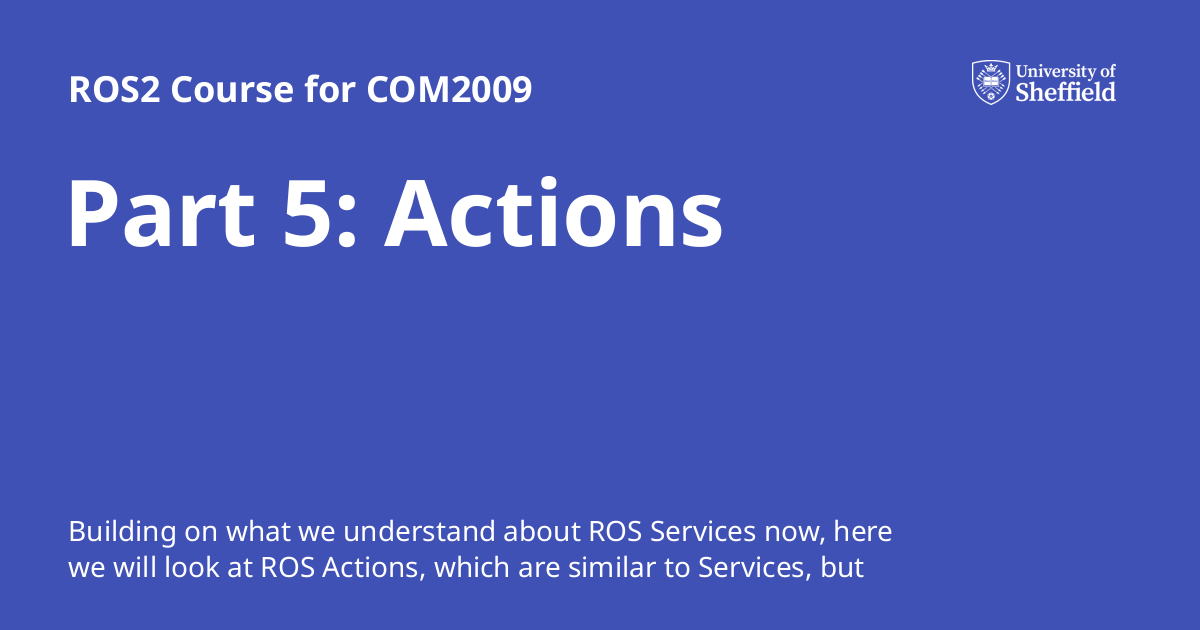 ROS2 Course for COM2009
University of
Sheffield
Part 5: Actions
Building on what we understand about ROS Services now, here
we will look at ROS Actions, which are similar to Services, but